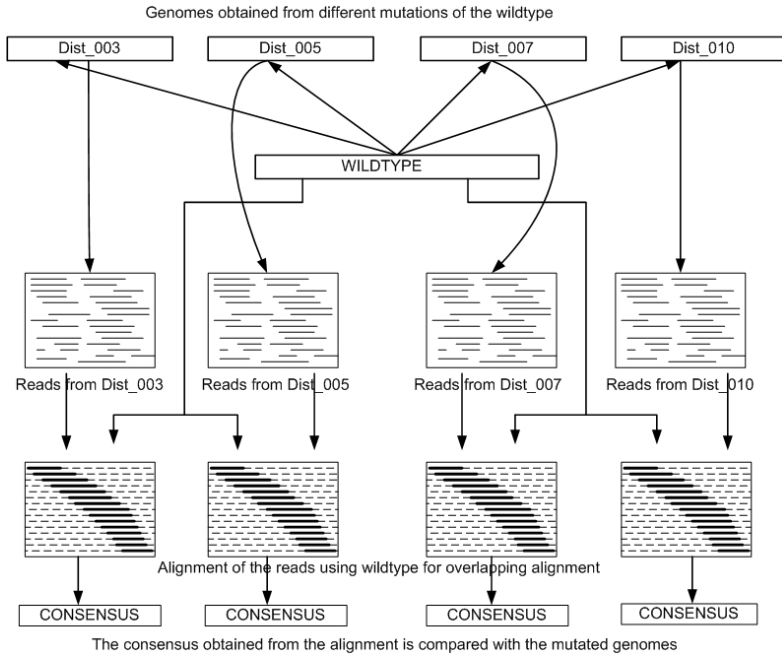 Genomes obtained from different mutations of the wildtype
Dist_003 Dist_005 Dist_007 Dist_010
WILDTYPE
Reads from Dist_003 Reads from Dist_005 Reads from Dist_007 Reads from Dist_010
Alignment of the reads using wildtype for overlapping alignment
CONSENSUS CONSENSUS CONSENSUS CONSENSUS
The consensus obtained from the alignment is compared with the mutated genomes